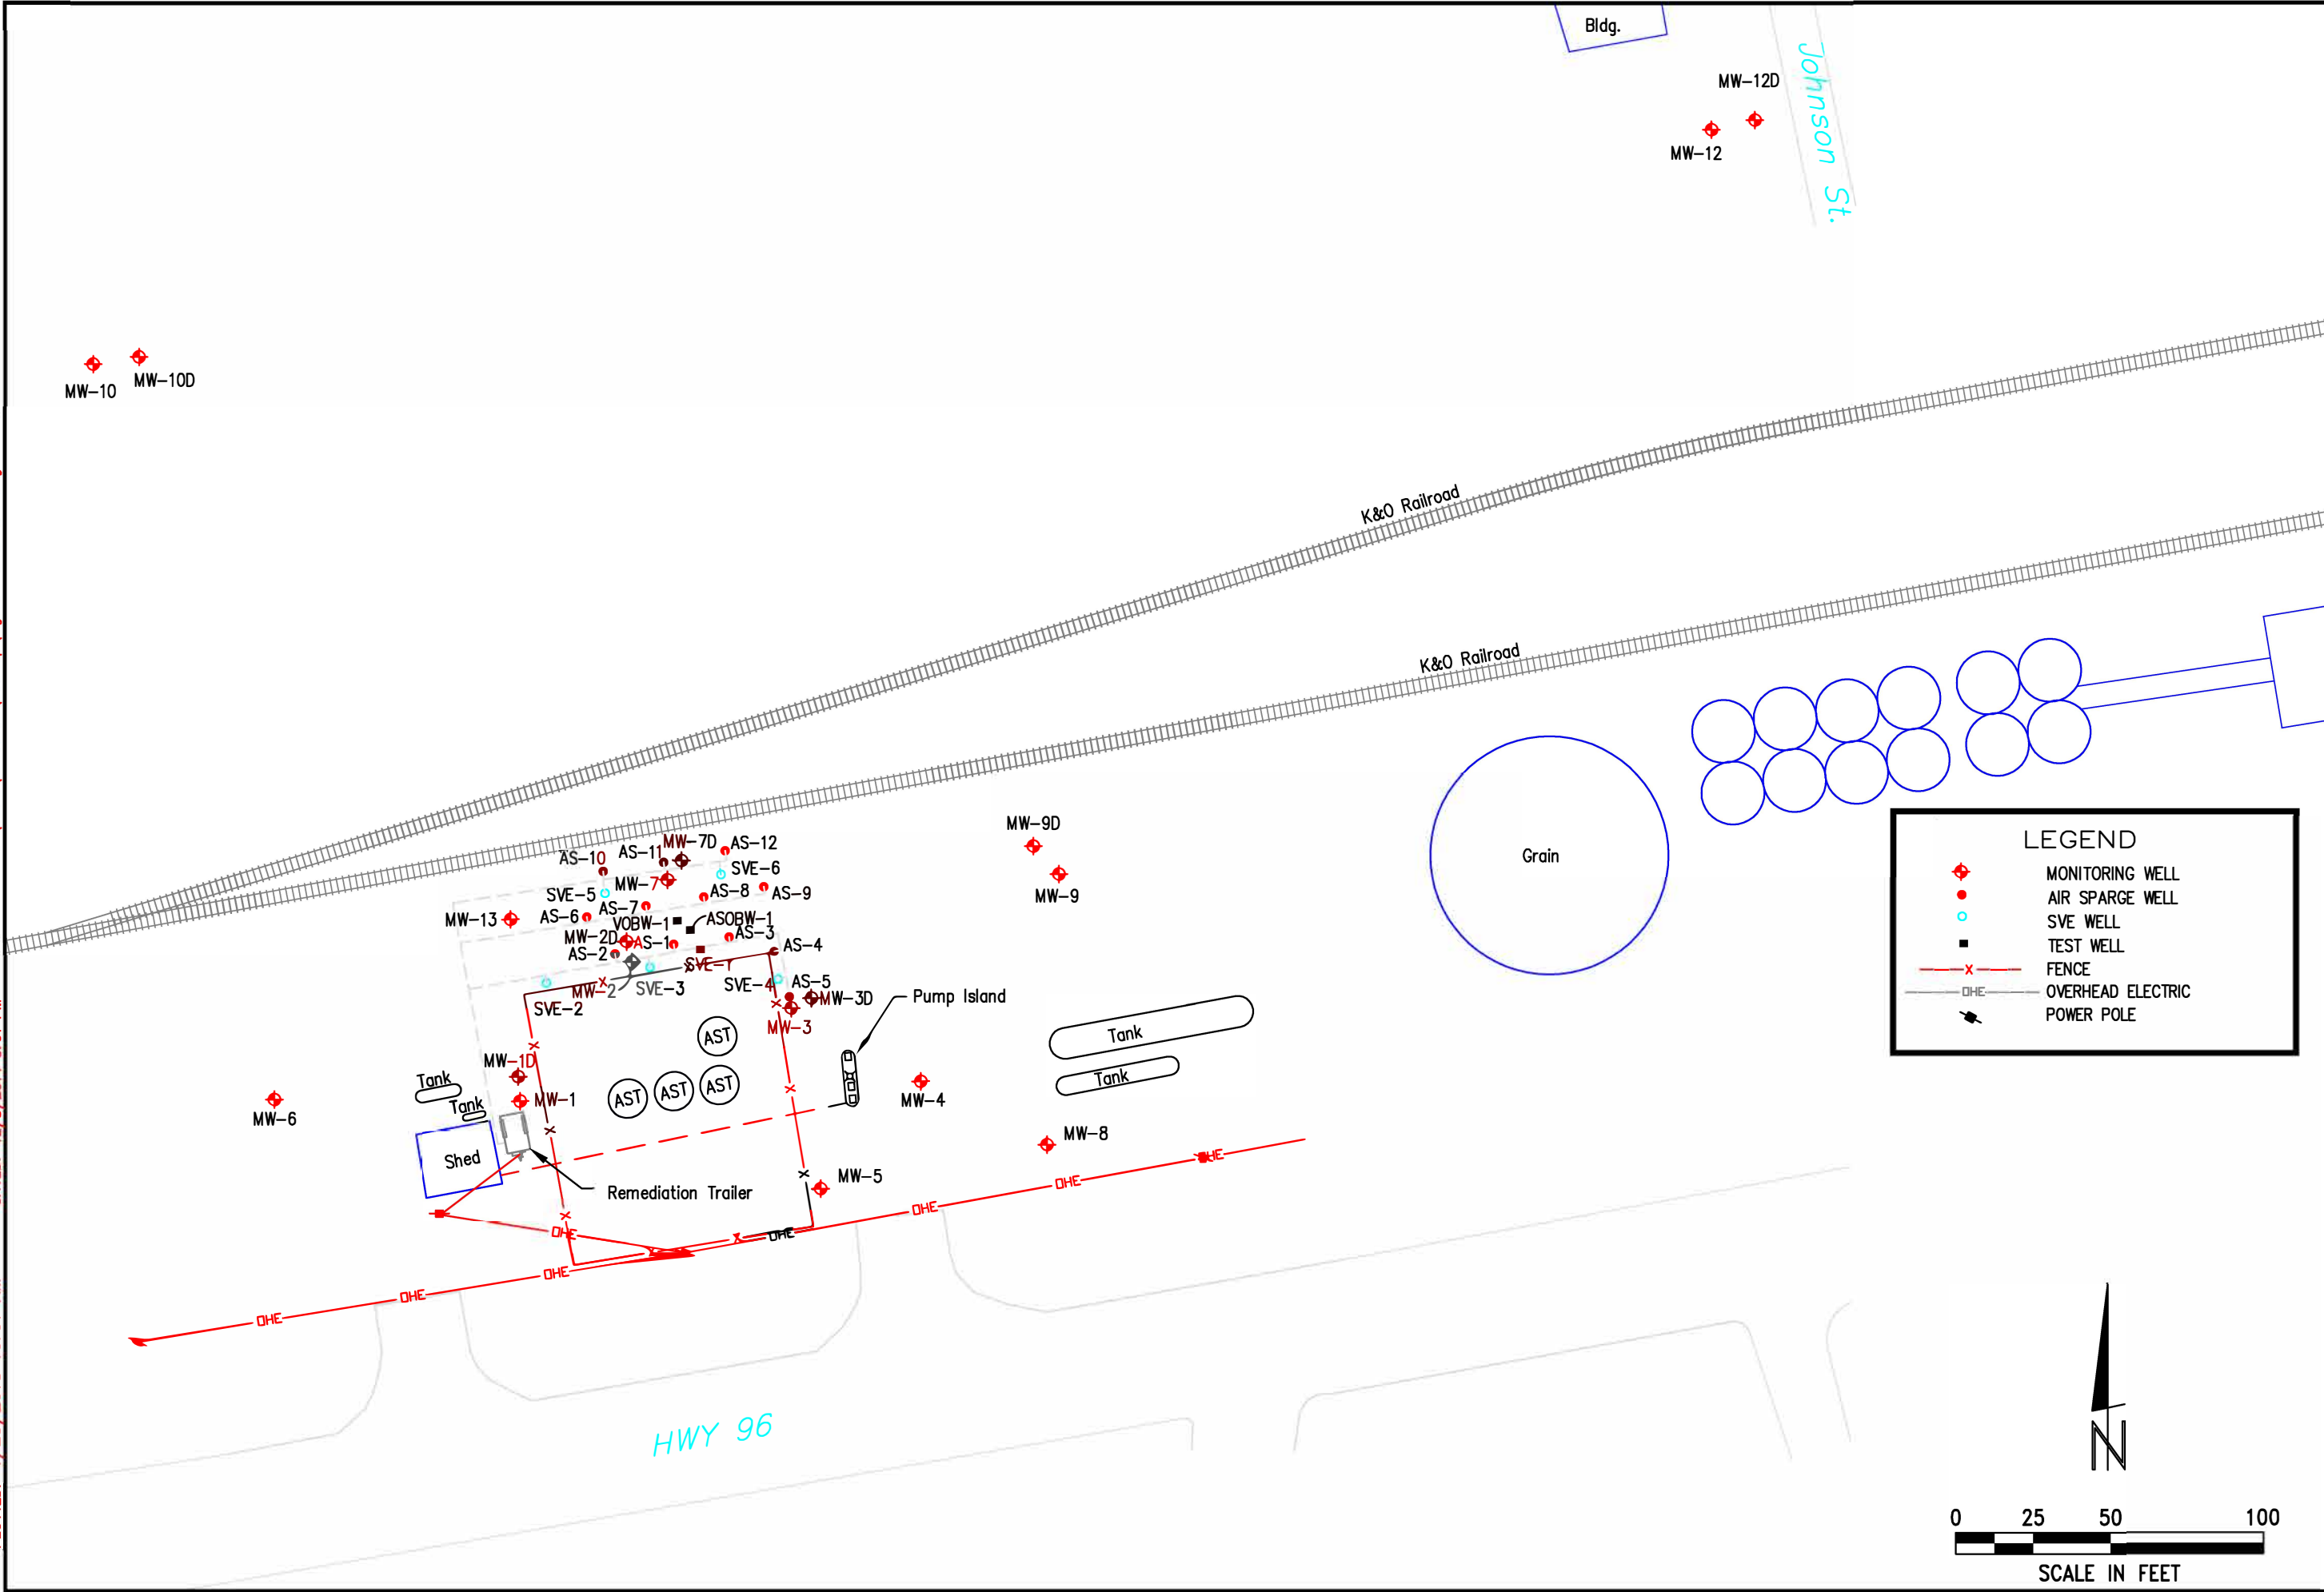 Bldg.
Johnson St.
MW-12D
MW-12
MW-10
MW-10D
K&O Railroad
K&O Railroad
Grain
MW-9D
MW-9
MW-7D
AS-12
AS-11
AS-10
SVE-6
SVE-5
MW-7
AS-8
AS-9
AS-7
AS-6
MW-13
VOBW-1
ASOBW-1
MW-2D
AS-1
AS-3
AS-2
AS-4
SVE-1
MW-2
SVE-3
SVE-4
AS-5
SVE-2
MW-3D
MW-3
Pump Island
AST
AST
AST
AST
Tank
Tank
MW-1D
MW-1
Tank
Tank
MW-6
MW-4
MW-8
Shed
MW-5
Remediation Trailer
OHE
OHE
OHE
OHE
OHE
OHE
OHE
OHE
HWY 96
LEGEND
MONITORING WELL
AIR SPARGE WELL
SVE WELL
TEST WELL
X FENCE
OHE OVERHEAD ELECTRIC
POWER POLE
N
0 25 50 100
SCALE IN FEET